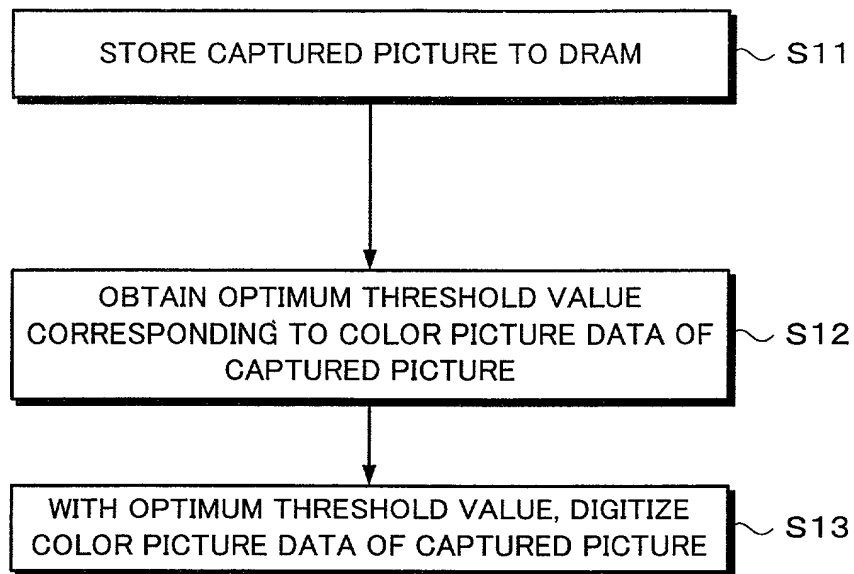 STORE CAPTURED PICTURE TO DRAM
S11
OBTAIN OPTIMUM THRESHOLD VALUE
CORRESPONDING TO COLOR PICTURE DATA OF
CAPTURED PICTURE
S12
WITH OPTIMUM THRESHOLD VALUE, DIGITIZE
COLOR PICTURE DATA OF CAPTURED PICTURE
S13